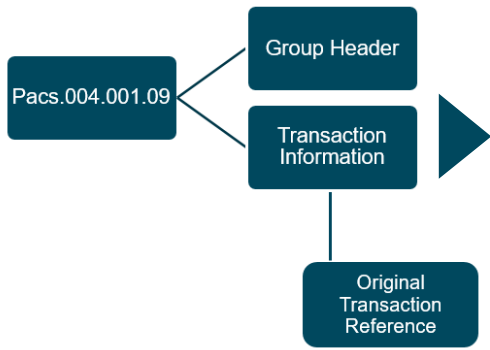 Pacs.004.001.09
Group Header
Transaction
Information
Original
Transaction
Reference